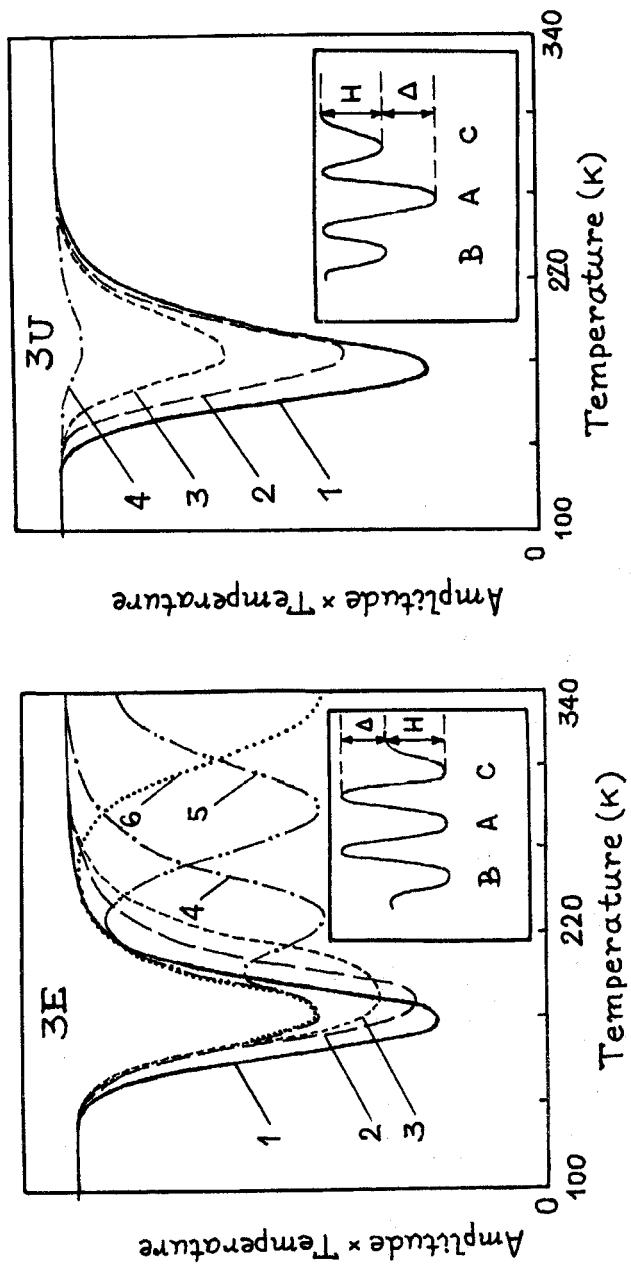 3E
Amplitude × Temperature
6
5
4
1
2
3
Δ
H
B A C
0
100 220 340
Temperature (K)
3U
Amplitude × Temperature
4
3
2
1
H
Δ
B A C
0
100 220 340
Temperature (K)